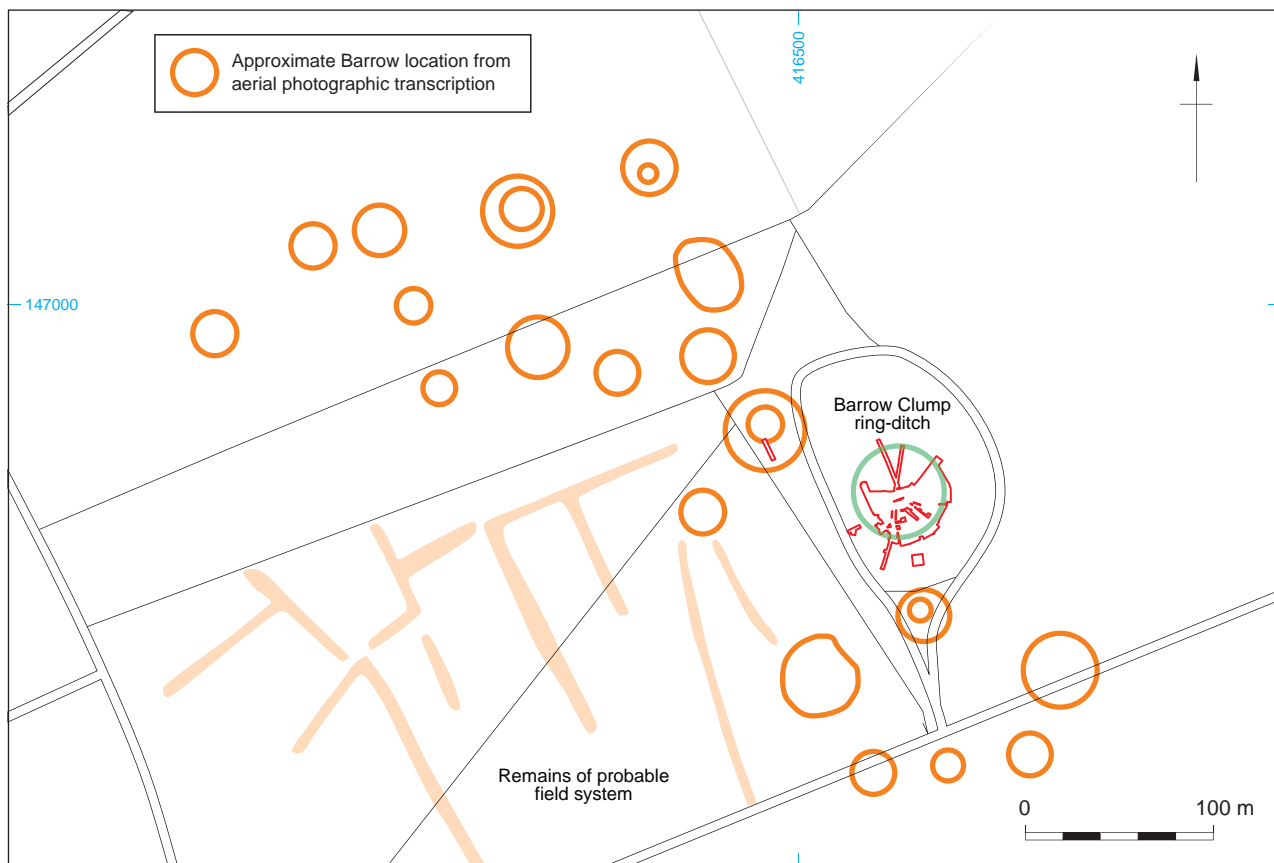 Approximate Barrow location from
aerial photographic transcription
416500
147000
Barrow Clump
ring-ditch
Remains of probable
field system
0
100 m